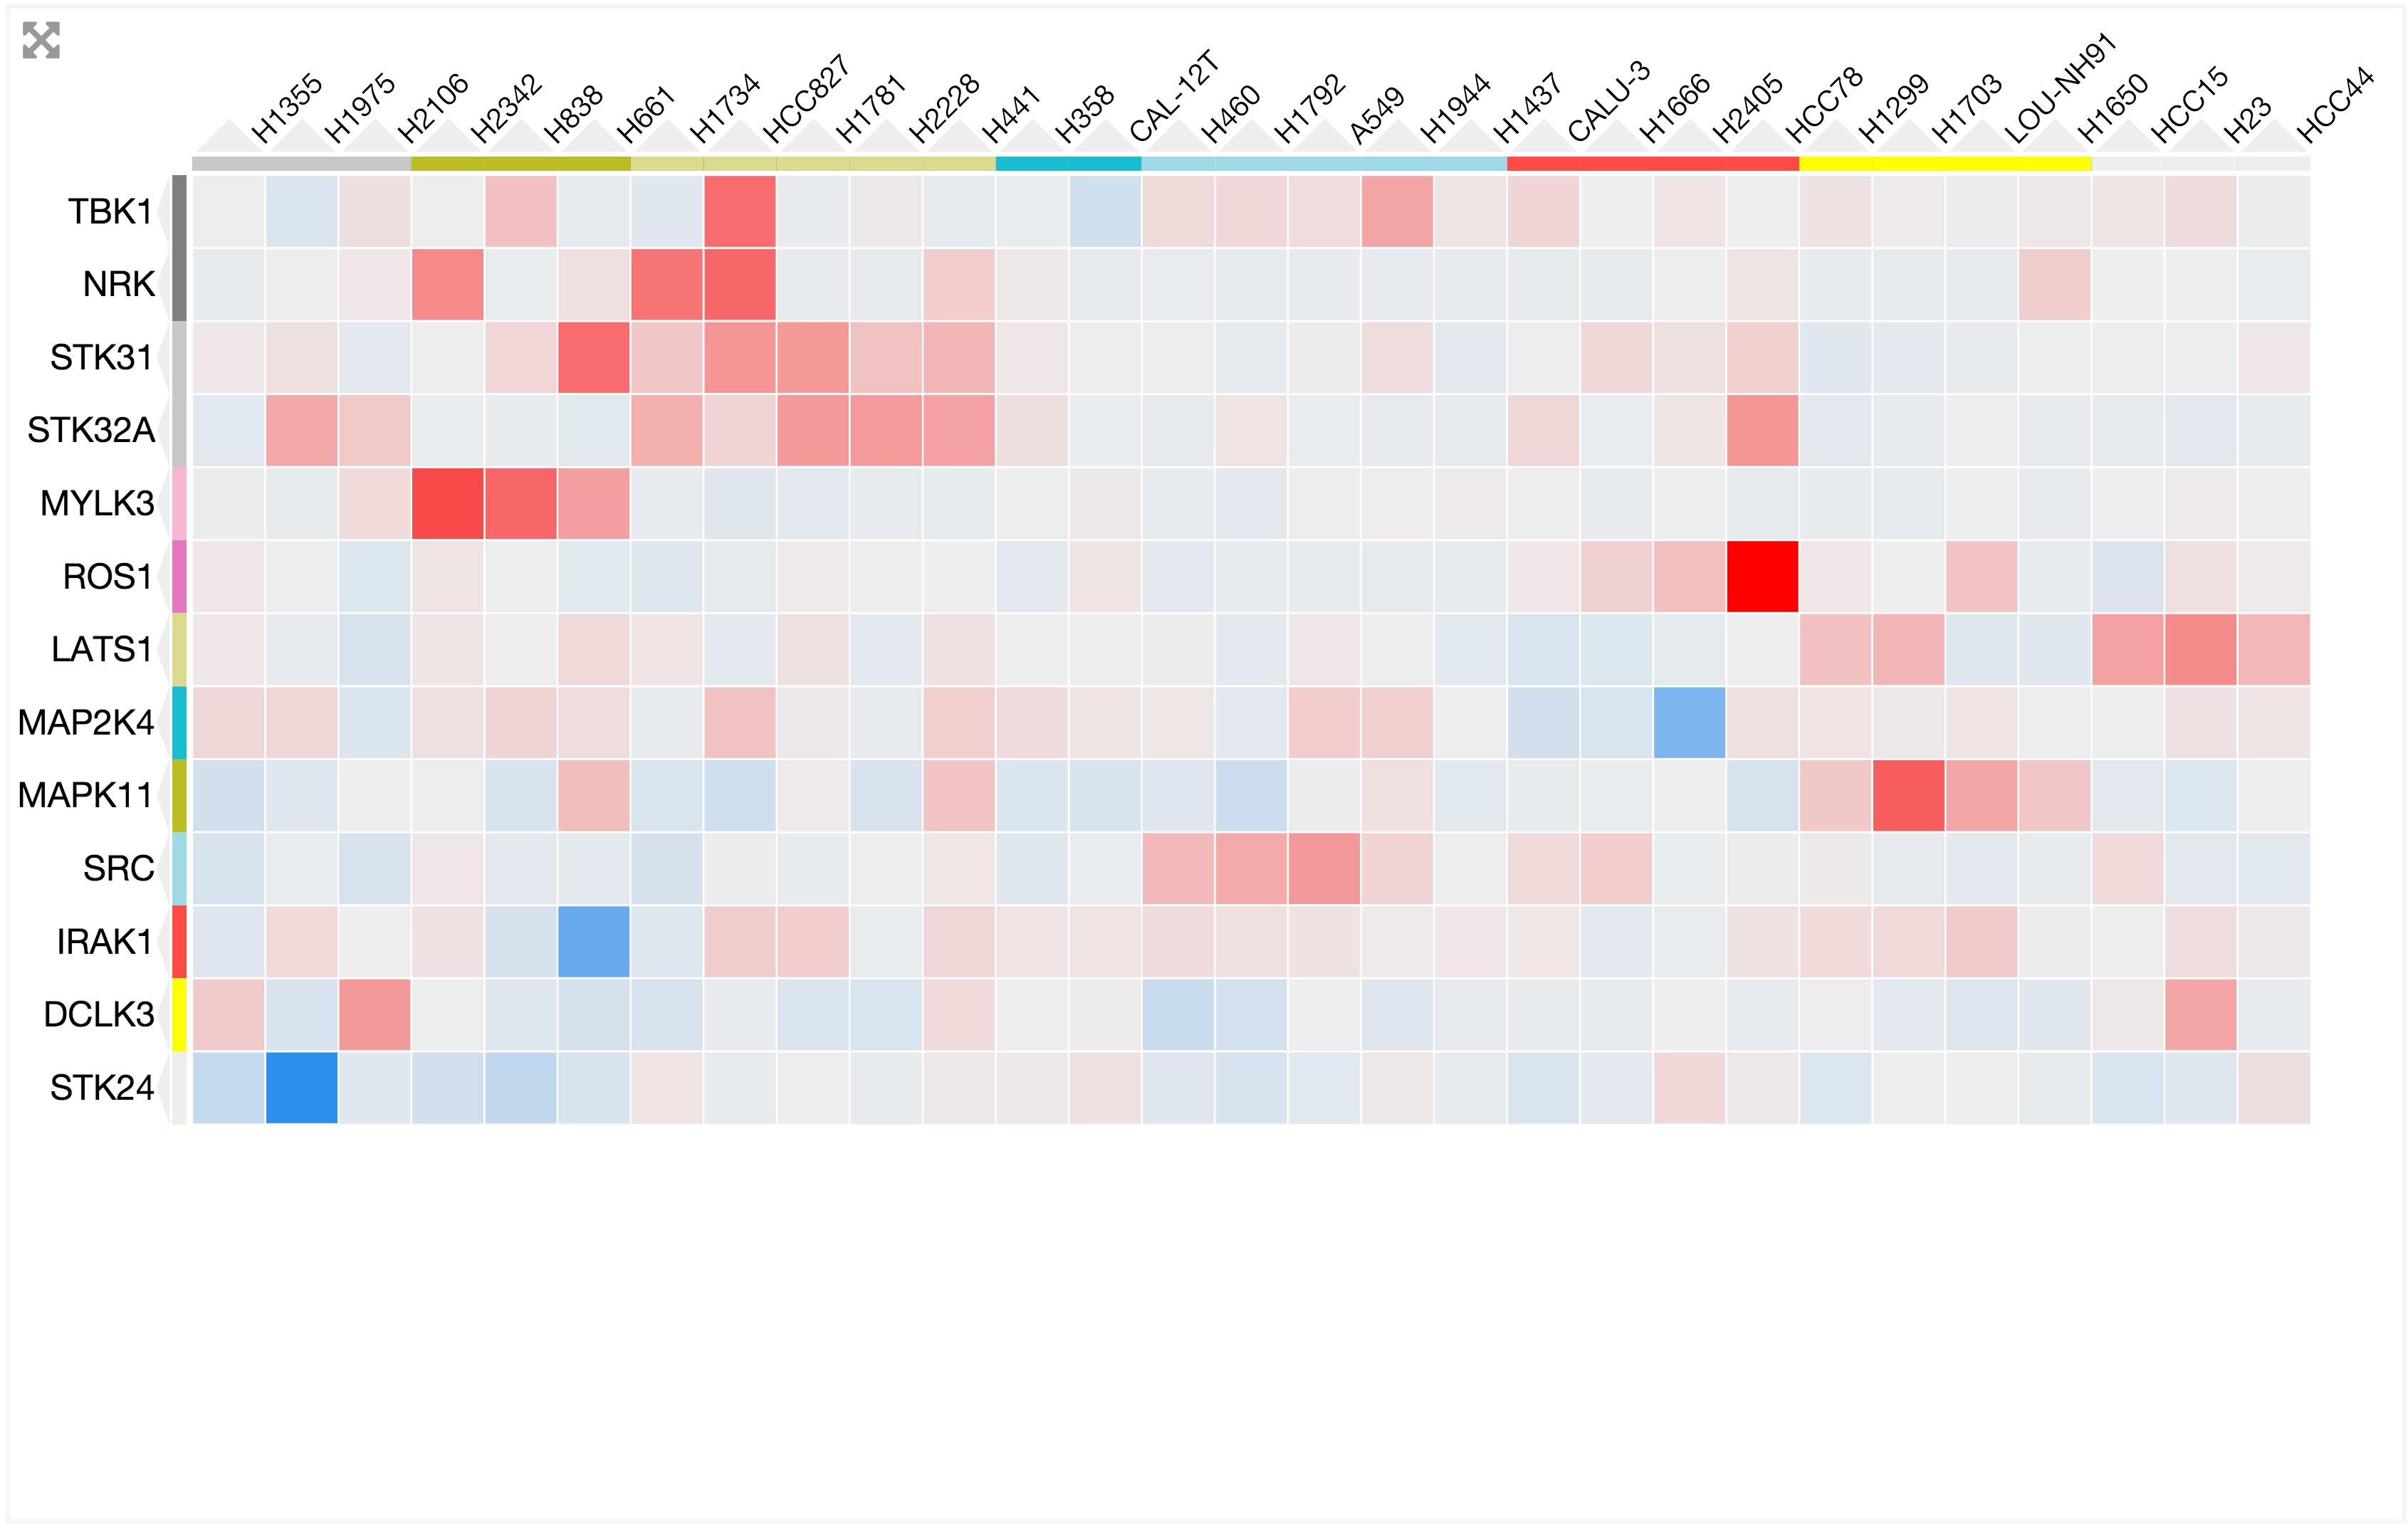 H1355
H1975
H2106
H2342
H838
H661
H1734
HCC827
H1781
H2228
H441
H358
CAL-12T
H460
H1792
A549
H1944
H1437
CALU-3
H1666
H2405
HCC78
H1299
H1703
LOU-NH91
H1650
HCC15
H23
HCC44
TBK1
NRK
STK31
STK32A
MYLK3
ROS1
LATS1
MAP2K4
MAPK11
SRC
IRAK1
DCLK3
STK24